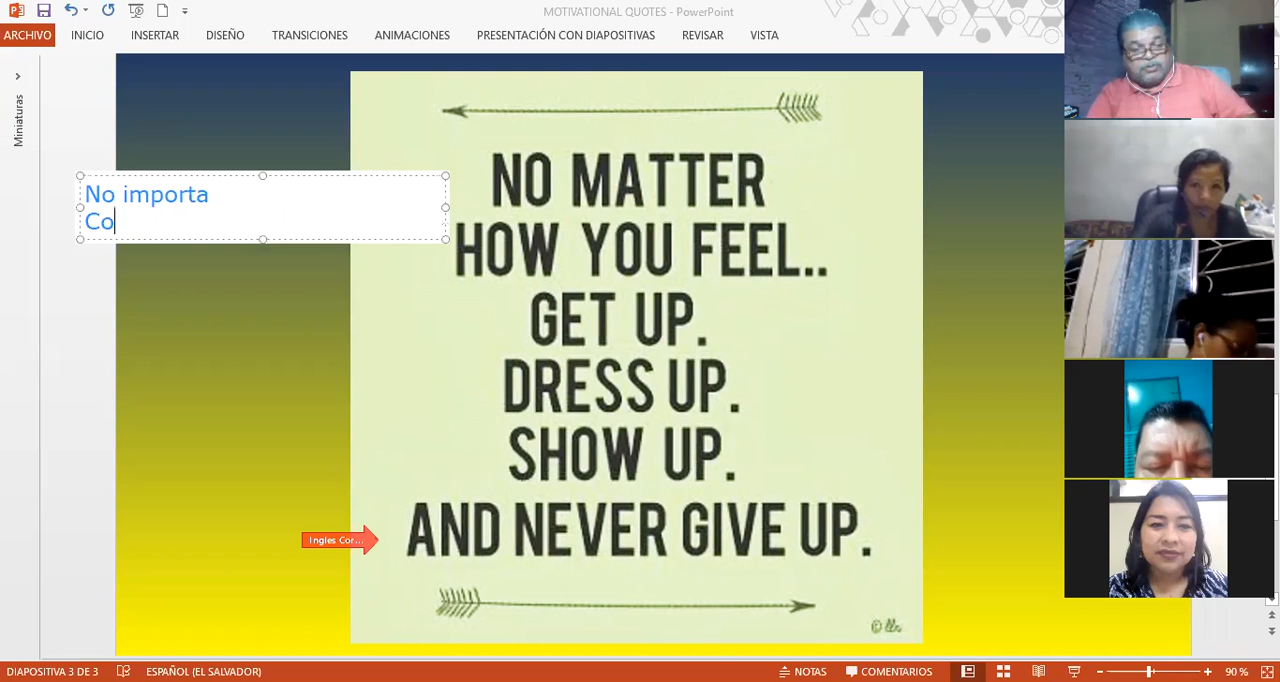 MOTIVATIONAL QUOTES - PowerPoint
ARCHIVO INICIO INSERTAR DISEÑO TRANSICIONES ANIMACIONES PRESENTACIÓN CON DIAPOSITIVAS REVISAR VISTA
Miniaturas
No importa
Co
NO MATTER
HOW YOU FEEL..
GET UP.
DRESS UP.
SHOW UP.
AND NEVER GIVE UP.
Ingles Cor...
DIAPOSITIVA 3 DE 3 ESPAÑOL (EL SALVADOR) NOTAS COMENTARIOS 90 %